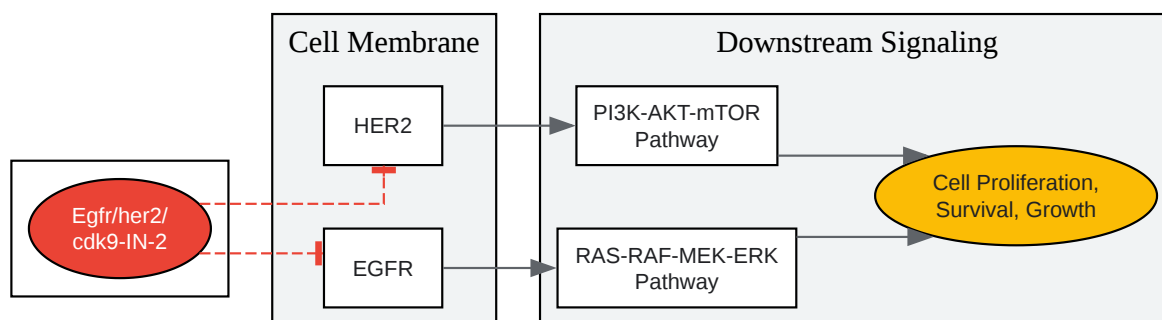 Cell Membrane
Downstream Signaling
HER2
PI3K-AKT-mTOR
Pathway
Egfr/her2/
cdk9-IN-2
Cell Proliferation,
Survival, Growth
EGFR
RAS-RAF-MEK-ERK
Pathway